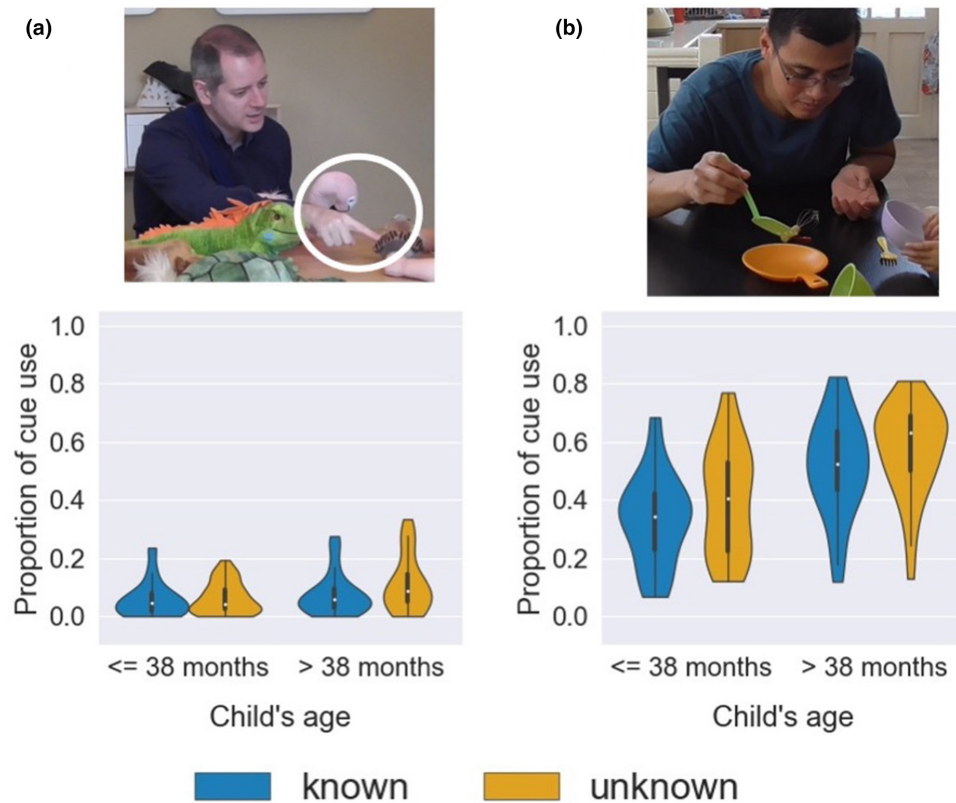 (a)
(b)
Proportion of cue use
1.0
0.8
0.6
0.4
0.2
0.0
<= 38 months
> 38 months
Child's age
Proportion of cue use
1.0
0.8
0.6
0.4
0.2
0.0
<= 38 months
> 38 months
Child's age
known
unknown